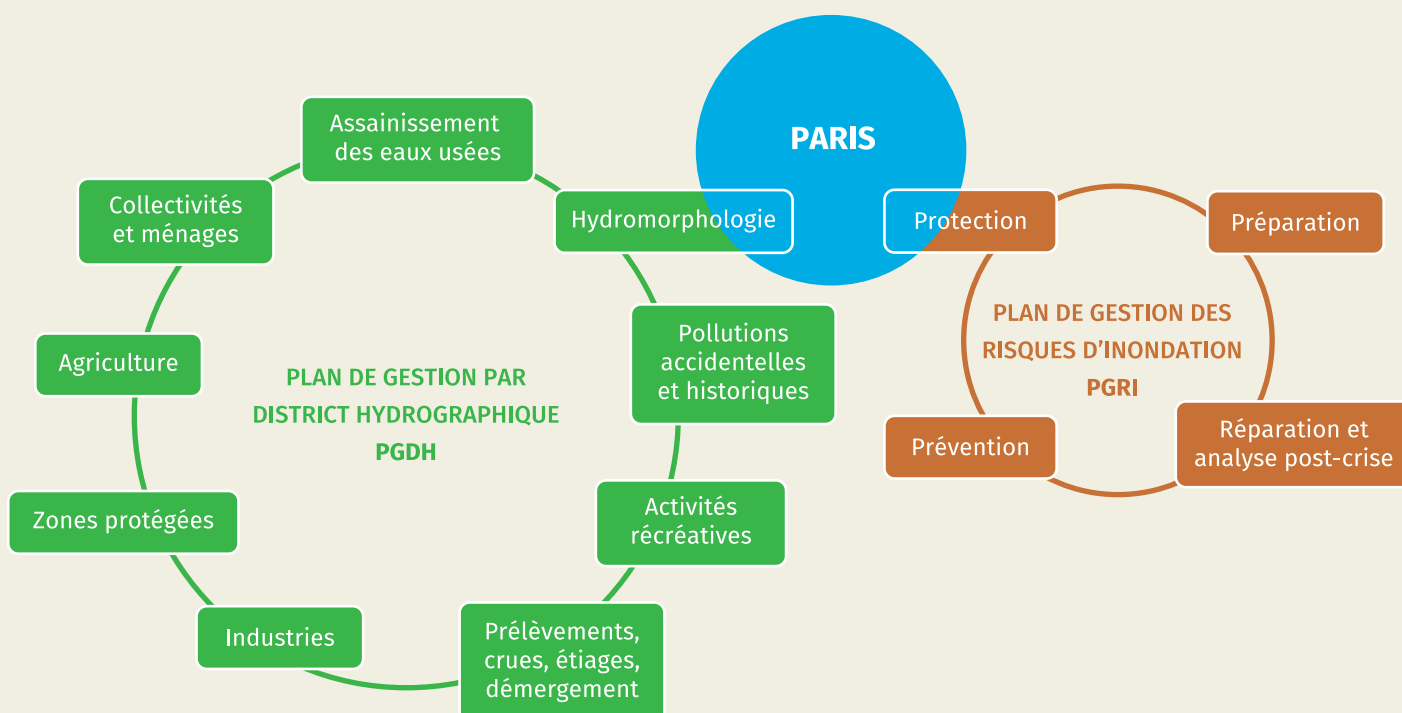 PARIS
Assainissement
des eaux usées
Collectivités
et ménages
Hydromorphologie
Protection
Préparation
Agriculture
PLAN DE GESTION PAR
DISTRICT HYDROGRAPHIQUE
PGDH
Pollutions
accidentelles
et historiques
PLAN DE GESTION DES
RISQUES D'INONDATION
PGRI
Prévention
Réparation et
analyse post-crise
Zones protégées
Activités
récréatives
Industries
Prélèvements,
crues, étiages,
démergement